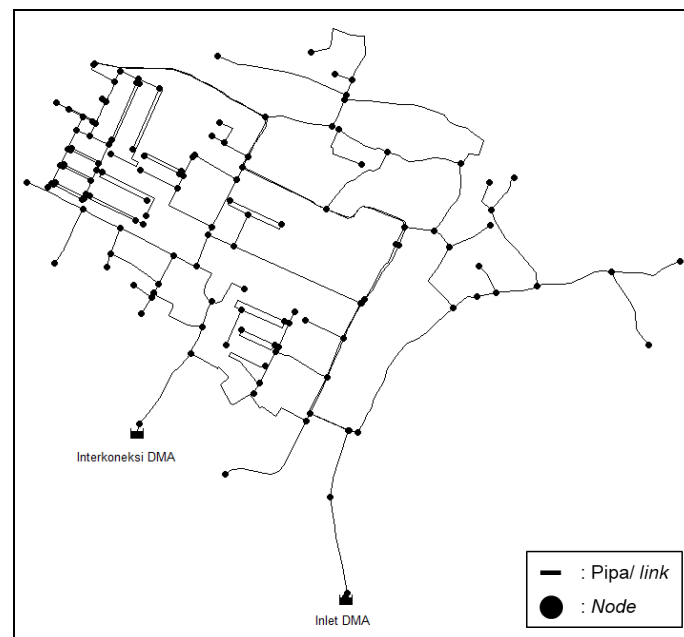 Interkoneksi DMA
Inlet DMA
: Pipa/ link
: Node